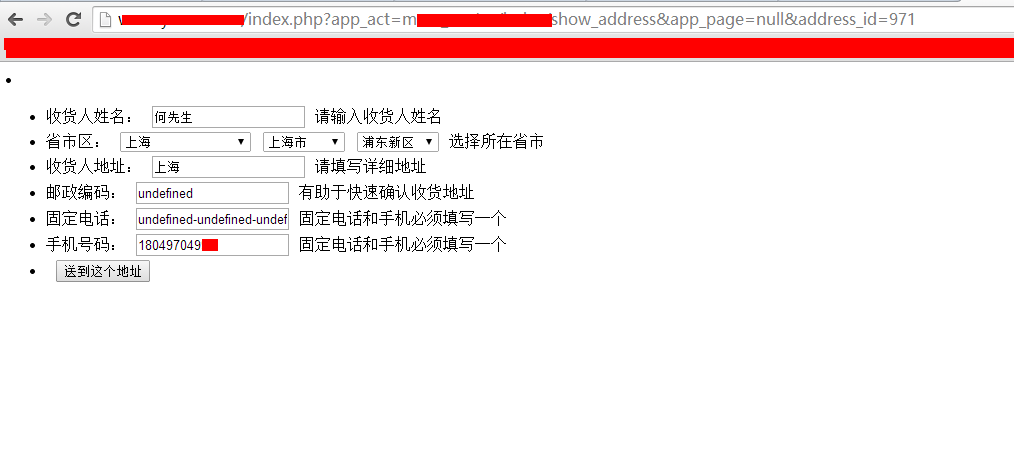 /index.php?app_act=m show_address&app_page=null&address_id=971
收货人姓名： 何先生 请输入收货人姓名
省市区： 上海 上海市 浦东新区 选择所在省市
收货人地址： 上海 请填写详细地址
邮政编码： undefined 有助于快速确认收货地址
固定电话： undefined-undefined-undef 固定电话和手机必须填写一个
手机号码： 180497049 固定电话和手机必须填写一个
送到这个地址